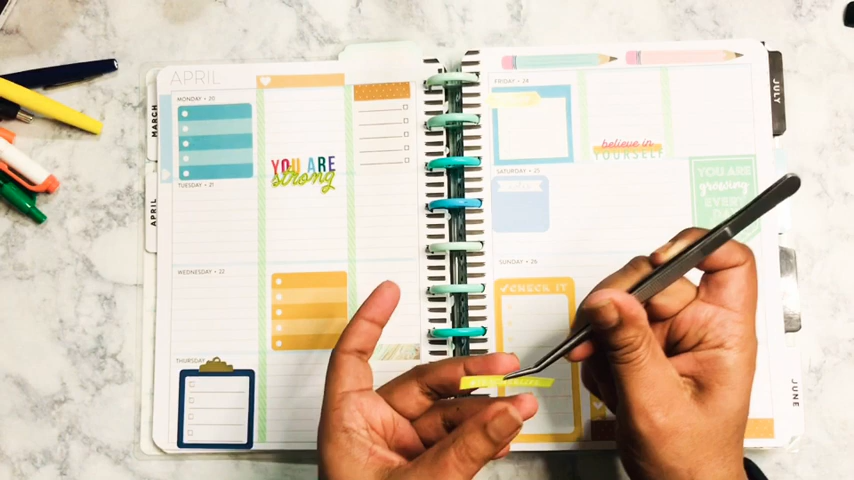 APRIL
MARCH
APRIL
MONDAY • 20
TUESDAY • 21
WEDNESDAY • 22
THURSDAY
YOU ARE
strong
FRIDAY • 24
SATURDAY • 25
SUNDAY • 26
CHECK IT
believe in
YOURSELF
YOU ARE
growing
EVERY
JULY
JUNE